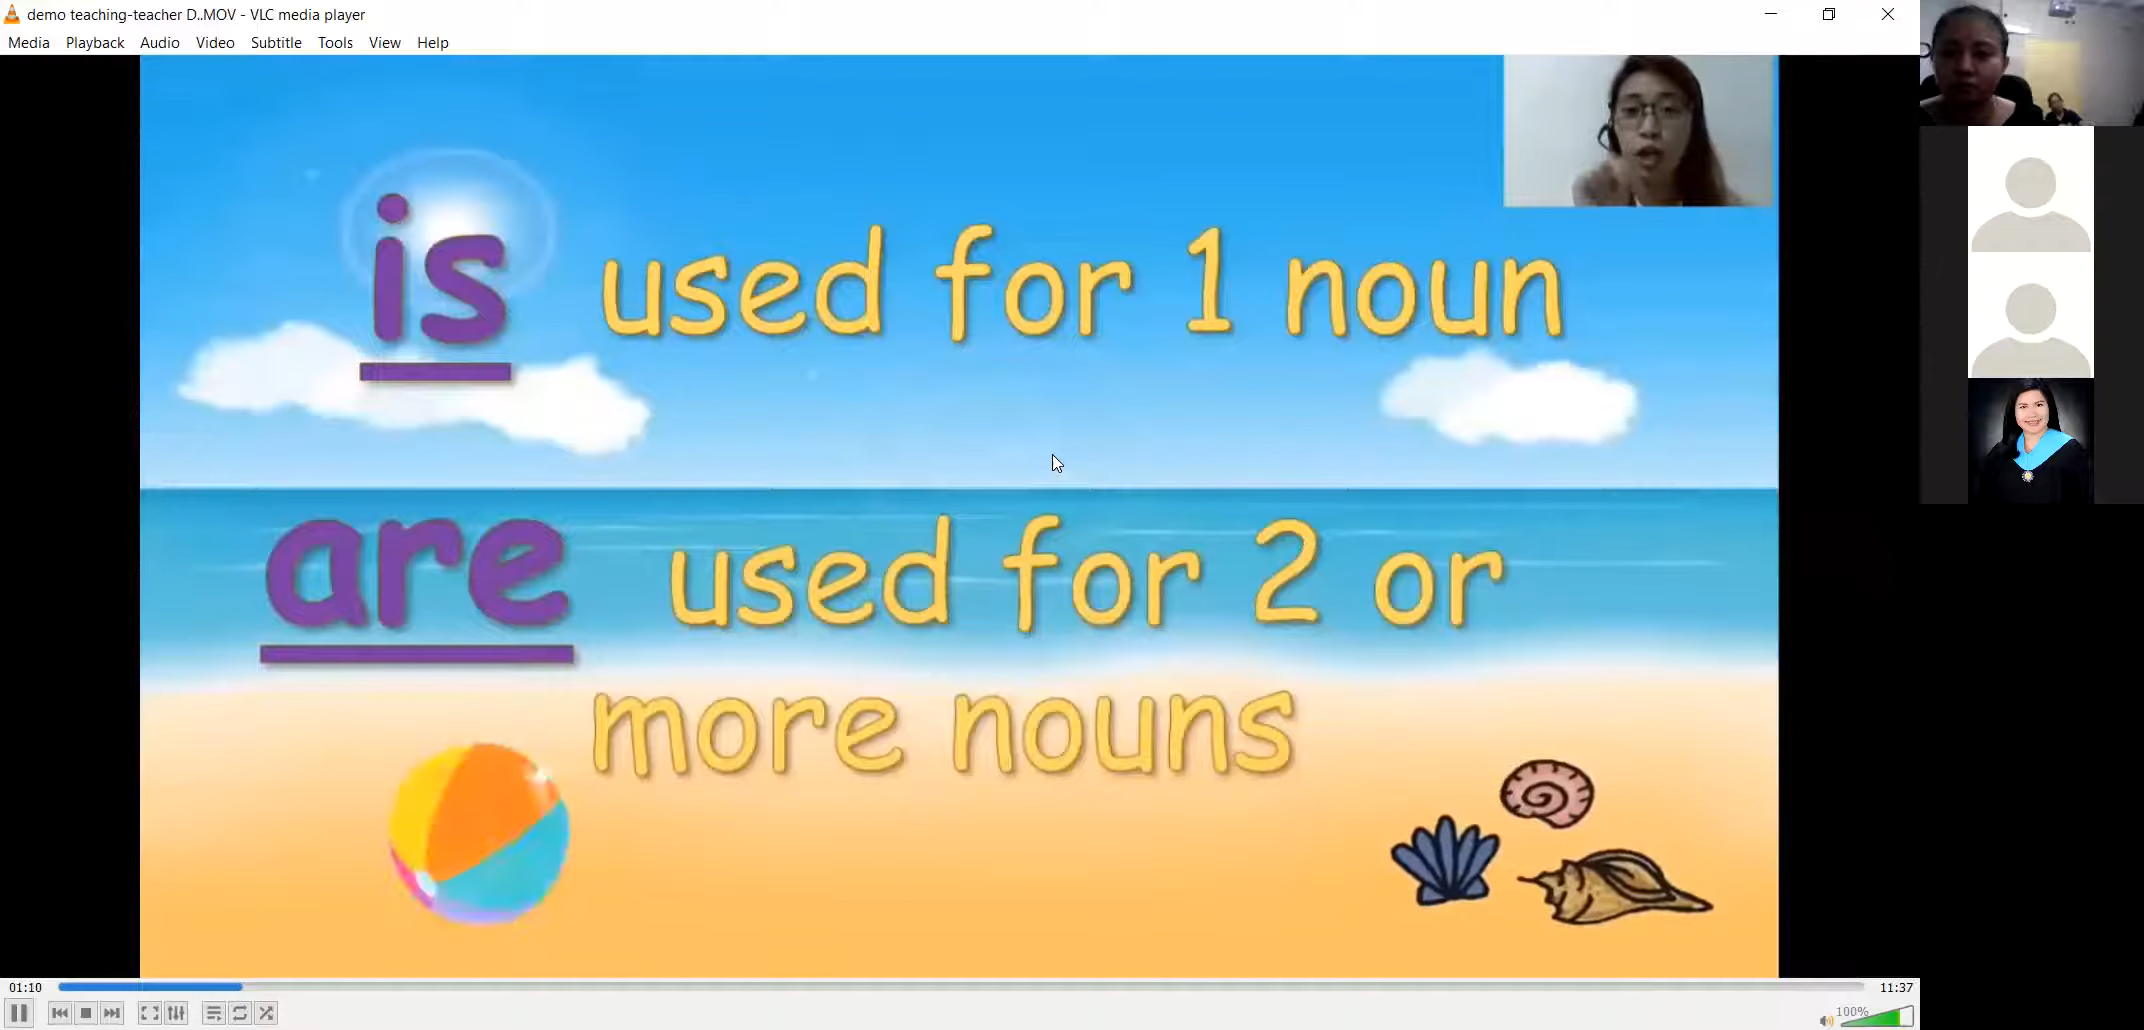 demo teaching-teacher D..MOV - VLC media player
Media Playback Audio Video Subtitle Tools View Help
is used for 1 noun
are used for 2 or
more nouns
01:10
11:37
100%